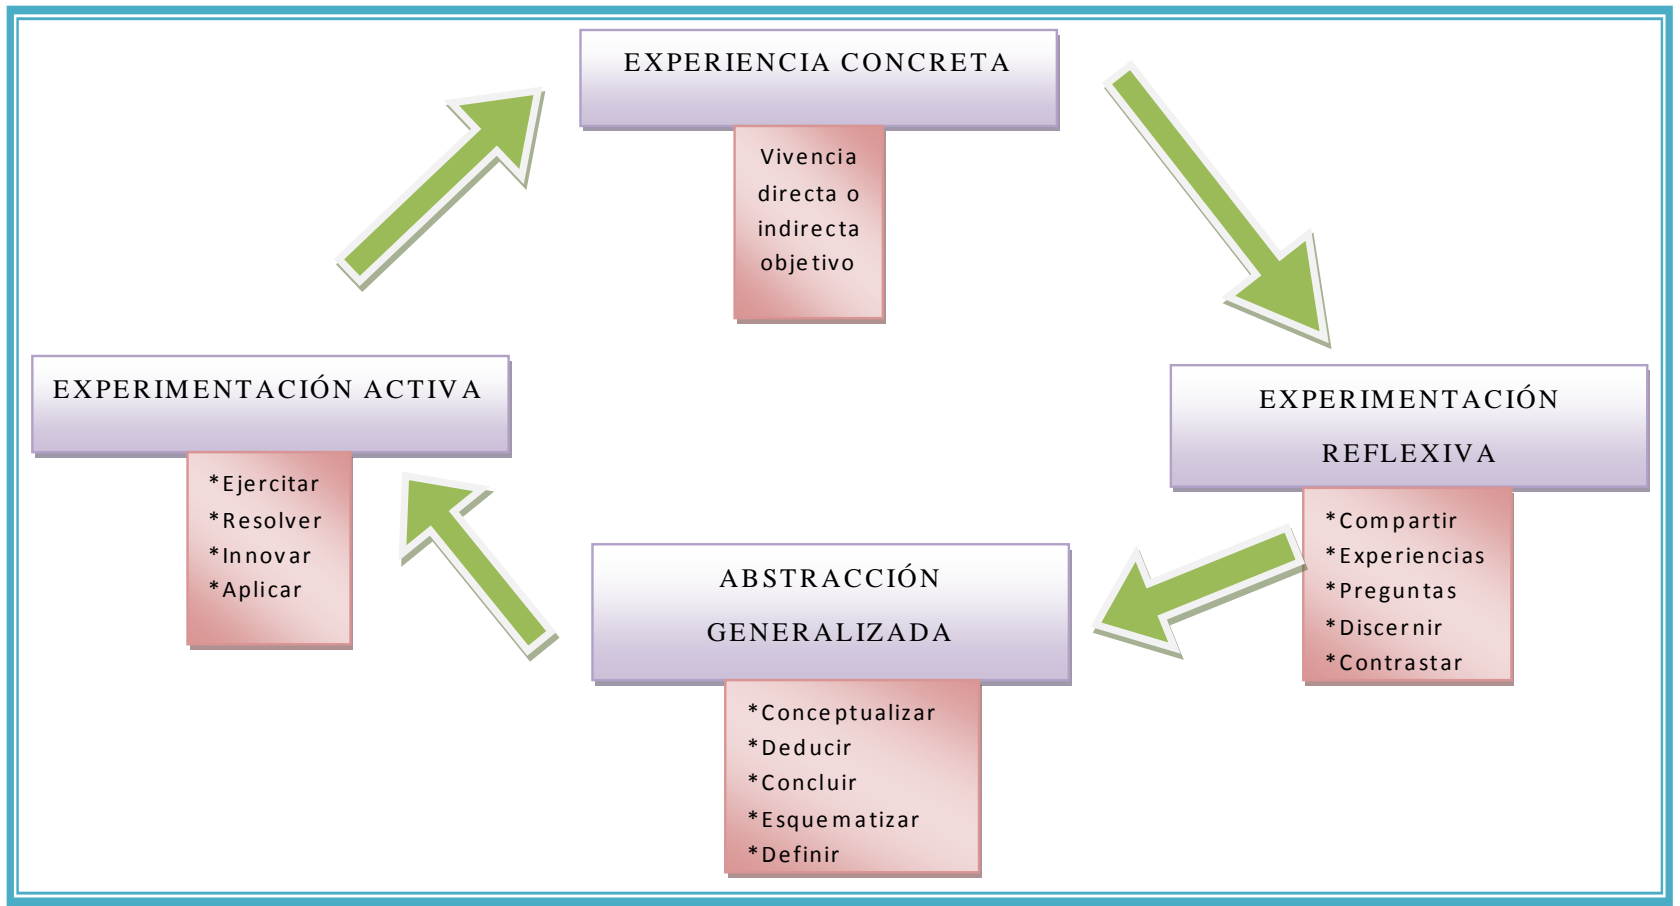 EXPERIENCIA CONCRETA
Vivencia
directa o
indirecta
objetivo
EXPERIMENTACIÓN
REFLEXIVA
*Compartir
*Experiencias
*Preguntas
*Discernir
*Contrastar
ABSTRACCIÓN
GENERALIZADA
*Conceptualizar
*Deducir
*Concluir
*Esquematizar
*Definir
EXPERIMENTACIÓN ACTIVA
*Ejercitar
*Resolver
*Innovar
*Aplicar